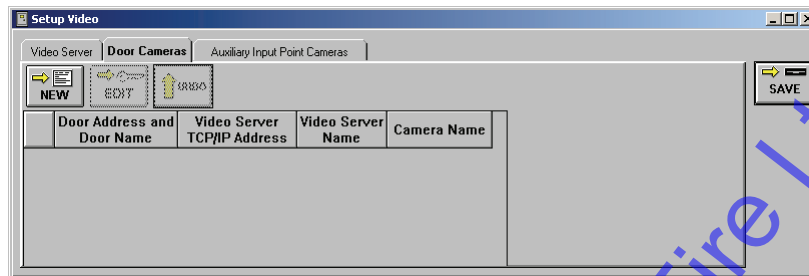 Setup Video
Video Server
Door Cameras
Auxiliary Input Point Cameras
NEW
EDIT
UNDO
SAVE
Door Address and Door Name
Video Server TCP/IP Address
Video Server Name
Camera Name
Fire